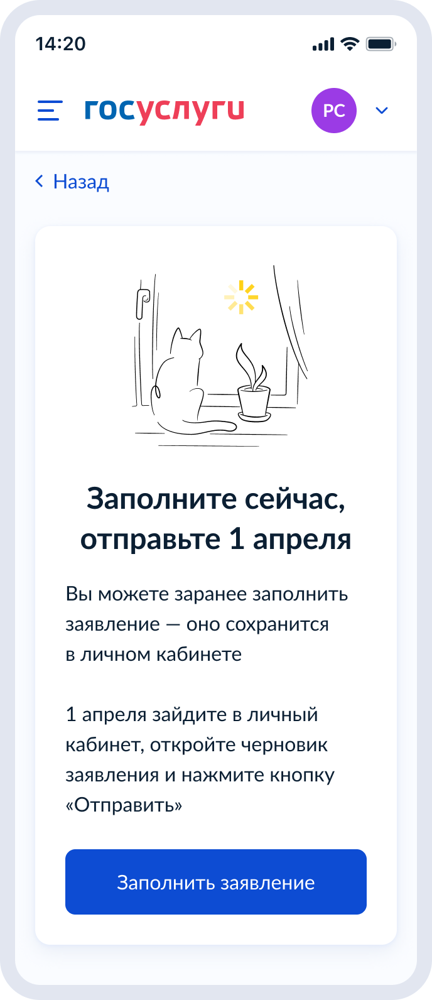 14:20
госуслуги
РС
Назад
Заполните сейчас,
отправьте 1 апреля
Вы можете заранее заполнить
заявление — оно сохранится
в личном кабинете
1 апреля зайдите в личный
кабинет, откройте черновик
заявления и нажмите кнопку
«Отправить»
Заполнить заявление